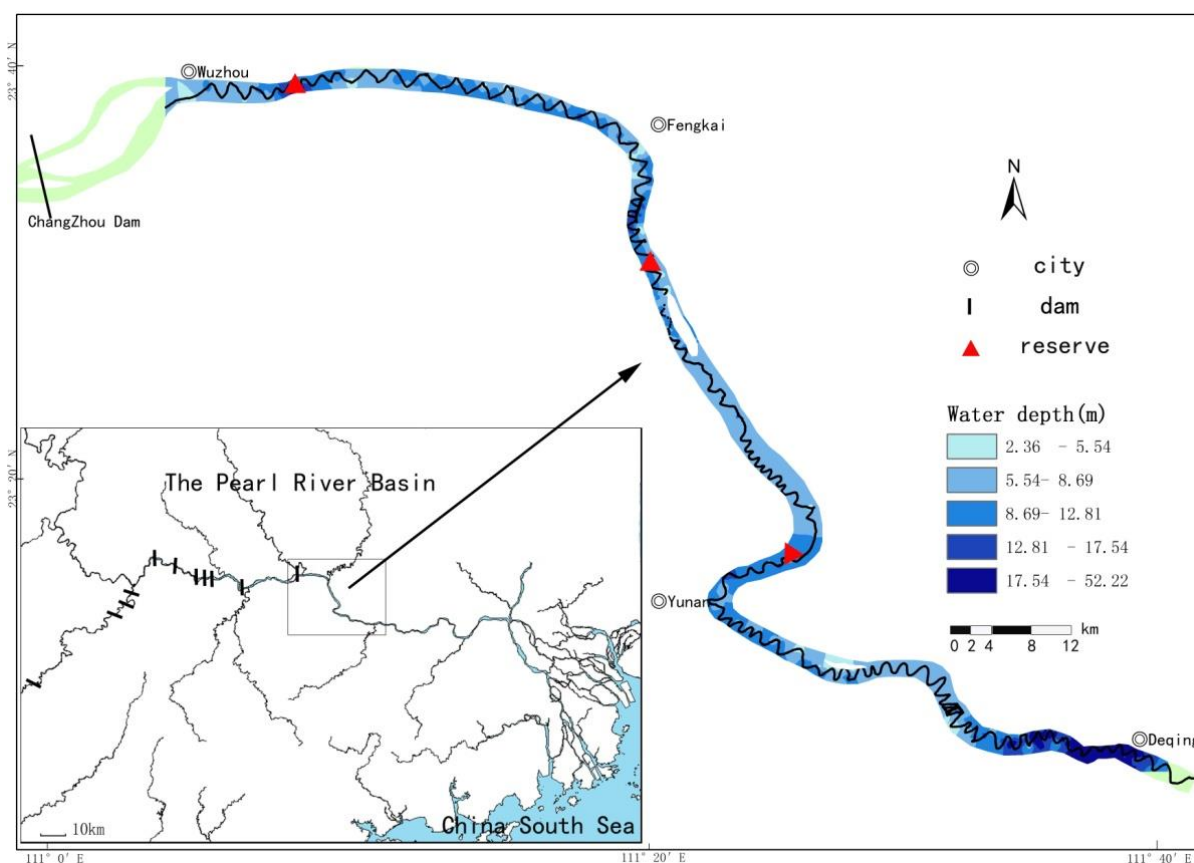 23° 40′ N
Wuzhou
Fengkai
ChangZhou Dam
N
city
dam
reserve
Water depth(m)
2.36 - 5.54
5.54- 8.69
8.69- 12.81
12.81 - 17.54
17.54 - 52.22
km
0 2 4 8 12
23° 20′ N
The Pearl River Basin
Yunan
Deqing
10km
China South Sea
111° 0′ E
111° 20′ E
111° 40′ E